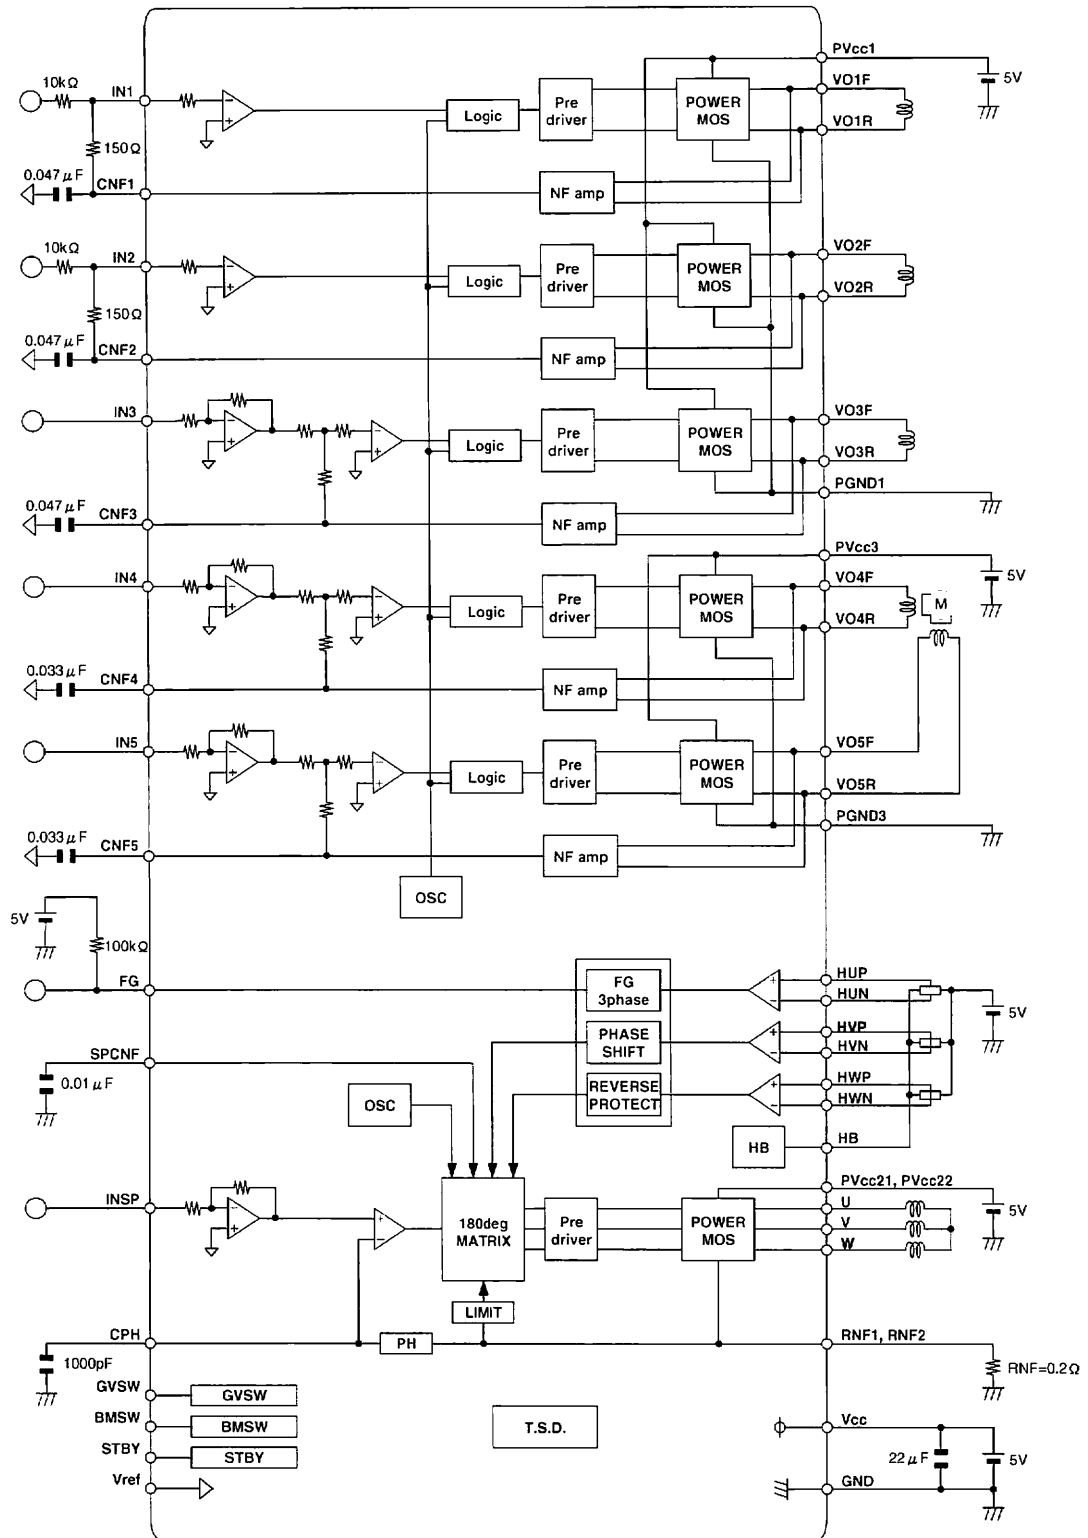 PVcc1
10kΩ
IN1
Logic
Pre driver
POWER MOS
VO1F
5V
VO1R
150Ω
0.047μF
CNF1
NF amp
10kΩ
IN2
Logic
Pre driver
POWER MOS
VO2F
VO2R
150Ω
0.047μF
CNF2
NF amp
IN3
Logic
Pre driver
POWER MOS
VO3F
VO3R
PGND1
0.047μF
CNF3
NF amp
PVcc3
5V
IN4
Logic
Pre driver
POWER MOS
VO4F
M
VO4R
0.033μF
CNF4
NF amp
IN5
Logic
Pre driver
POWER MOS
VO5F
VO5R
PGND3
0.033μF
CNF5
NF amp
OSC
5V
100kΩ
FG
FG 3phase
HUP
HUN
5V
PHASE SHIFT
HVP
HVN
SPCNF
0.01μF
OSC
REVERSE PROTECT
HWP
HWN
HB
HB
PVcc21, PVcc22
INSP
180deg MATRIX
Pre driver
POWER MOS
U
V
W
5V
LIMIT
CPH
PH
RNF1, RNF2
1000pF
RNF=0.2Ω
GVSW
GVSW
BMSW
BMSW
T.S.D.
Vcc
STBY
STBY
22μF
5V
Vref
GND